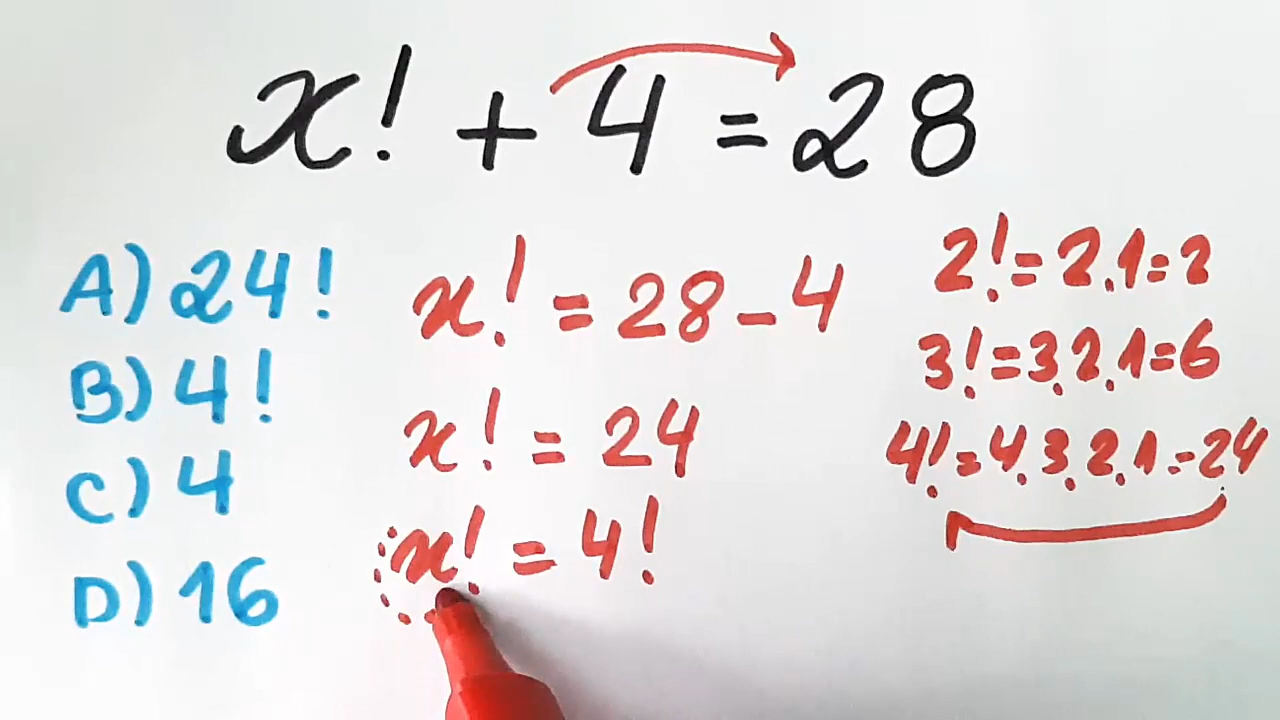 x! + 4 = 28
A) 24!
B) 4!
C) 4
D) 16
x! = 28 - 4
x! = 24
x! = 4!
2! = 2.1 = 2
3! = 3.2.1 = 6
4! = 4.3.2.1 = 24